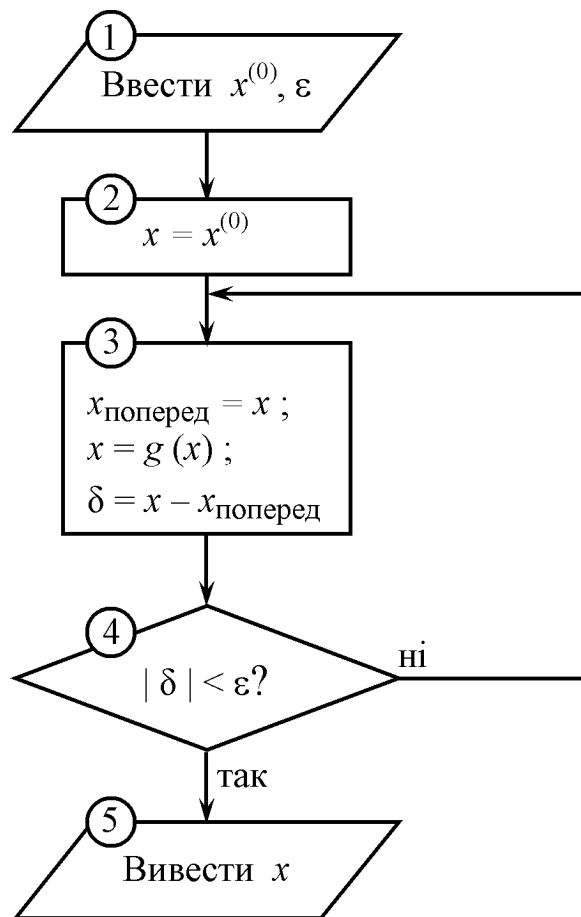 1
Ввести x⁽⁰⁾, ε
2
x = x⁽⁰⁾
3
xпоперед = x ;
x = g (x) ;
δ = x – xпоперед
4
| δ | < ε?
ні
так
5
Вивести x